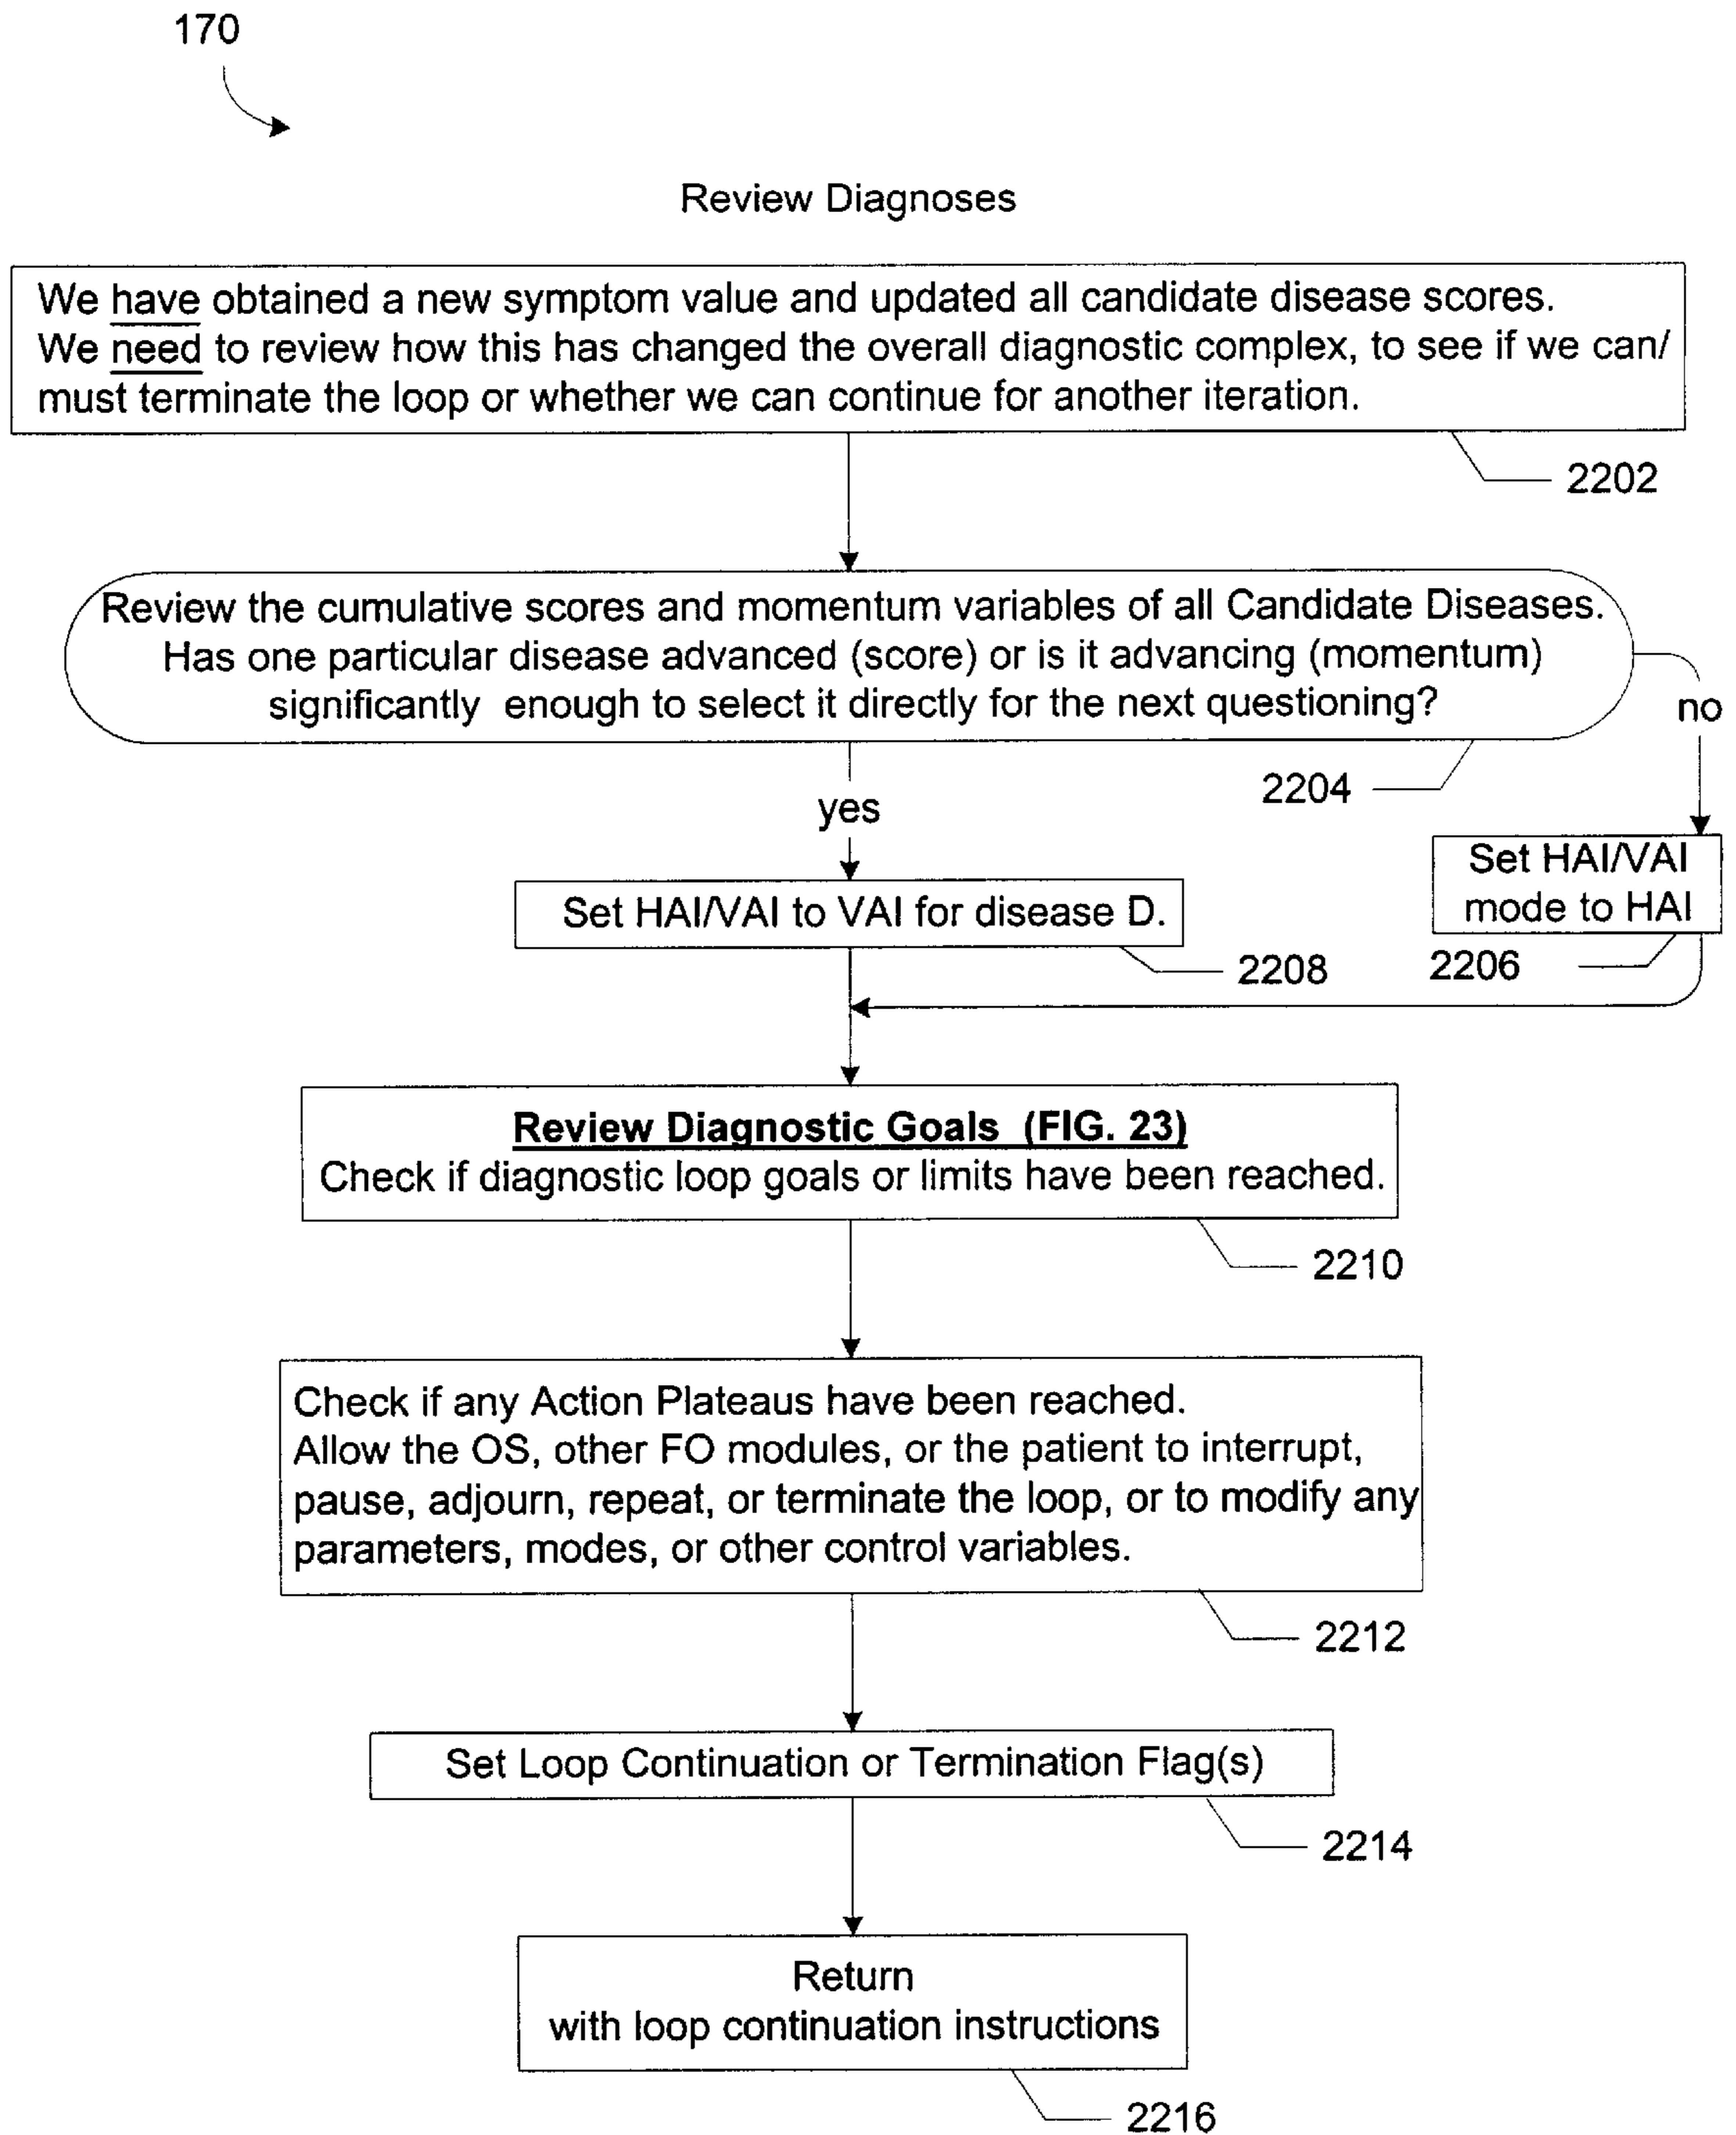 170
Review Diagnoses
We have obtained a new symptom value and updated all candidate disease scores.
We need to review how this has changed the overall diagnostic complex, to see if we can/
must terminate the loop or whether we can continue for another iteration.
2202
Review the cumulative scores and momentum variables of all Candidate Diseases.
Has one particular disease advanced (score) or is it advancing (momentum)
significantly enough to select it directly for the next questioning?
no
2204
yes
Set HAI/VAI
mode to HAI
Set HAI/VAI to VAI for disease D.
2206
2208
Review Diagnostic Goals (FIG. 23)
Check if diagnostic loop goals or limits have been reached.
2210
Check if any Action Plateaus have been reached.
Allow the OS, other FO modules, or the patient to interrupt,
pause, adjourn, repeat, or terminate the loop, or to modify any
parameters, modes, or other control variables.
2212
Set Loop Continuation or Termination Flag(s)
2214
Return
with loop continuation instructions
2216